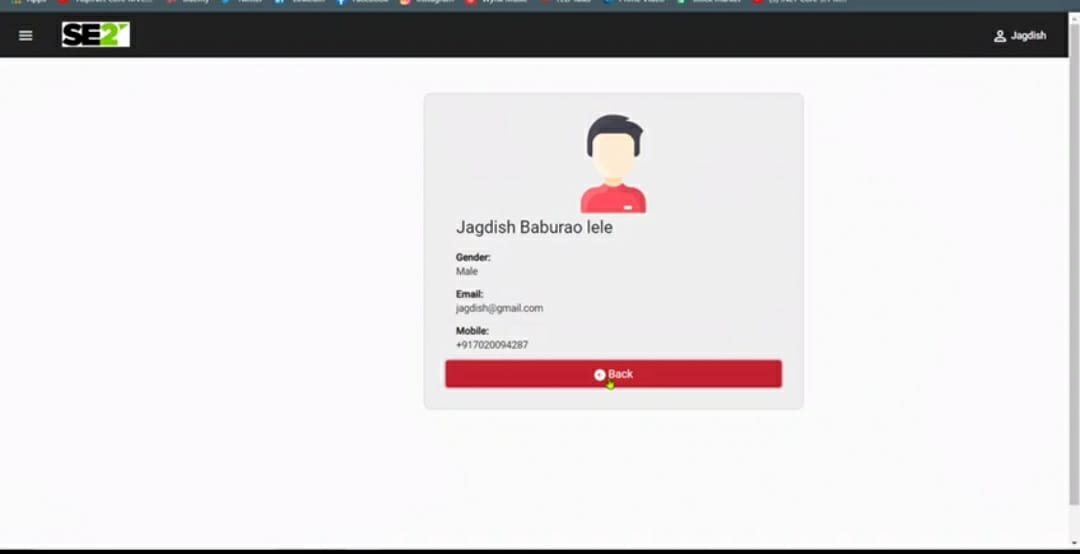 SE2
Jagdish
Jagdish Baburao lele
Gender:
Male
Email:
jagdish@gmail.com
Mobile:
+917020094287
Back